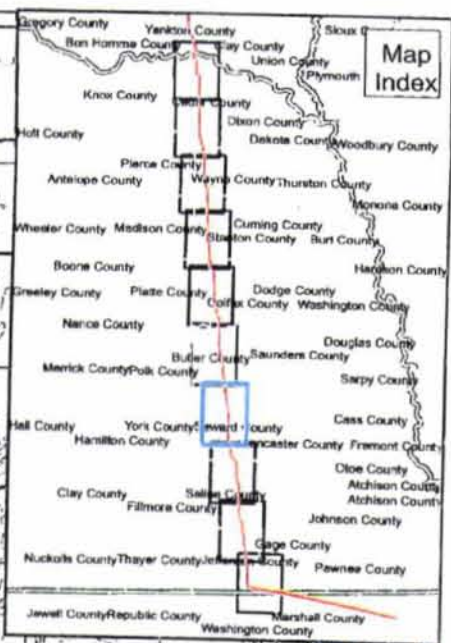 Gregory County Yankton County Sioux C
Bon Homme County Clay County
Union County
Plymouth
Map
Index
Knox County Cedar County
Dixon County
Holt County Dakota County Woodbury County
Pierce County
Antelope County Wayne County Thurston County
Monona County
Wheeler County Madison County Cuming County
Stanton County Burt County
Boone County Harrison County
Greeley County Platte County Dodge County
Colfax County Washington County
Nance County
Douglas County
Butler County Saunders County
Merrick County Polk County
Sarpy County
Cass County
Hall County York County Seward County
Hamilton County ancaster County Fremont County
Otoe County
Atchison County
Clay County Saline County Atchison County
Fillmore County
Johnson County
Gage County
Nuckolls County Thayer County Jefferson County Pawnee County
Jewell County Republic County Marshall County
Washington County